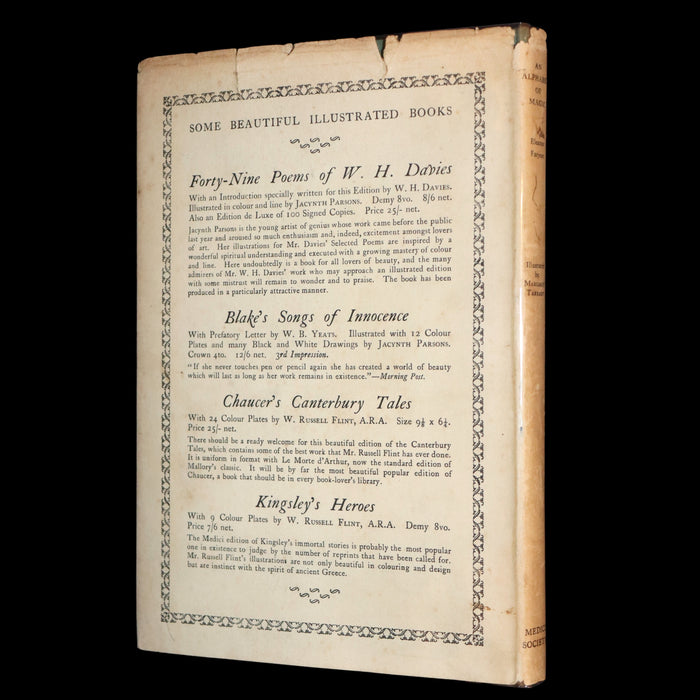 SOME BEAUTIFUL ILLUSTRATED BOOKS
Forty-Nine Poems of W. H. Davies
With an Introduction specially written for this Edition by W. H. DAVIES.
Illustrated in colour and line by JACYNTH PARSONS. Demy 8vo. 8/6 net.
Also an Edition de Luxe of 100 Signed Copies. Price 25/- net.
Jacynth Parsons is the young artist of genius whose work came before the public
last year and aroused so much enthusiasm and, indeed, excitement amongst lovers
of art. Her illustrations for Mr. Davies' Selected Poems are inspired by a
wonderful spiritual understanding and executed with a growing mastery of colour
and line. Here undoubtedly is a book for all lovers of beauty, and the many
admirers of Mr. W. H. Davies' work who may approach an illustrated edition
with some mistrust will remain to wonder and to praise. The book has been
produced in a particularly attractive manner.
Blake's Songs of Innocence
With Prefatory Letter by W. B. YEATS. Illustrated with 12 Colour
Plates and many Black and White Drawings by JACYNTH PARSONS.
Crown 4to. 12/6 net. 3rd Impression.
"If she never touches pen or pencil again she has created a world of beauty
which will last as long as her work remains in existence."—Morning Post.
Chaucer's Canterbury Tales
With 24 Colour Plates by W. RUSSELL FLINT, A.R.A. Size 9⅛ x 6¼.
Price 25/- net.
There should be a ready welcome for this beautiful edition of the Canterbury
Tales, which contains some of the best work that Mr. Russell Flint has ever done.
It is uniform in format with Le Morte d'Arthur, now the standard edition of
Mallory's classic. It will be by far the most beautiful popular edition of
Chaucer, a book that should be in every book-lover's library.
Kingsley's Heroes
With 9 Colour Plates by W. RUSSELL FLINT, A.R.A. Demy 8vo.
Price 7/6 net.
The Medici edition of Kingsley's immortal stories is probably the most popular
one in existence to judge by the number of reprints that have been called for.
Mr. Russell Flint's illustrations are not only beautiful in colouring and design
but are instinct with the spirit of ancient Greece.
AN
ALPHABET
OF
MAGIC
Eleanor
Farjeon
Illustrated
by
MARGARET
TARRANT
MEDICI
SOCIETY